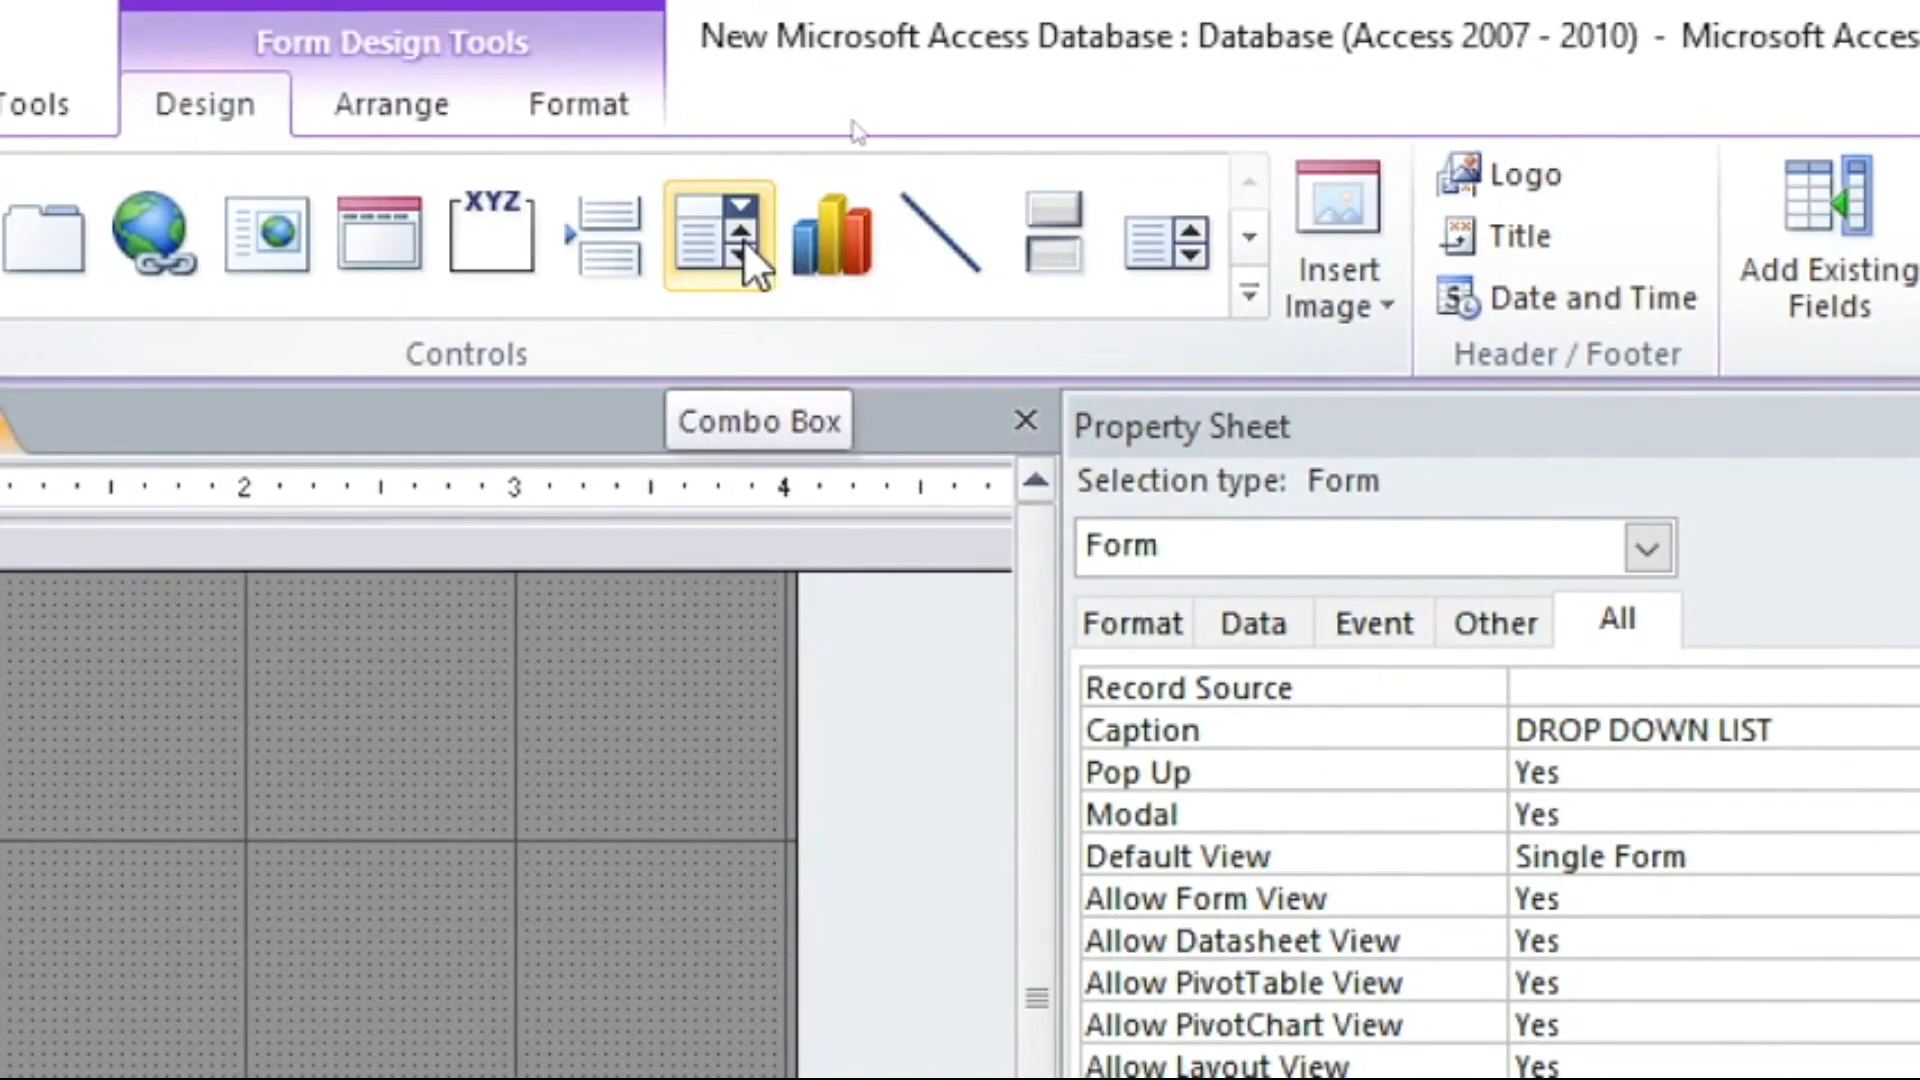 Form Design Tools
New Microsoft Access Database : Database (Access 2007 - 2010) - Microsoft Acces
Tools
Design
Arrange
Format
XYZ
Insert
Image
Logo
Title
Date and Time
Add Existing
Fields
Controls
Header / Footer
Combo Box
Property Sheet
2 3 4
Selection type: Form
Form
Format Data Event Other All
Record Source
Caption DROP DOWN LIST
Pop Up Yes
Modal Yes
Default View Single Form
Allow Form View Yes
Allow Datasheet View Yes
Allow PivotTable View Yes
Allow PivotChart View Yes
Allow Layout View Yes